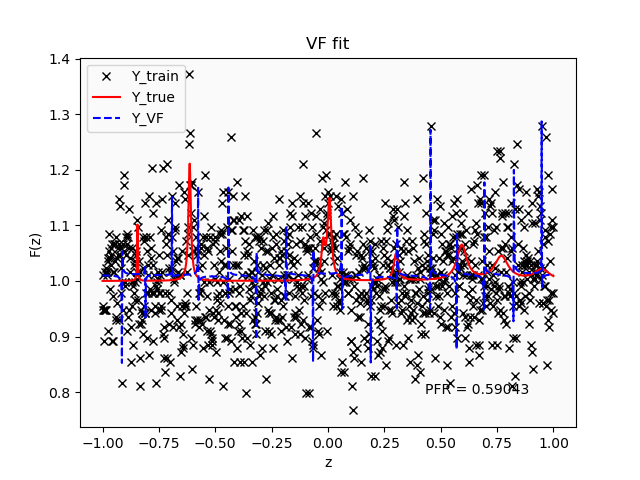 VF fit
Y_train
Y_true
Y_VF
F(z)
1.4
1.3
1.2
1.1
1.0
0.9
0.8
PFR = 0.59043
−1.00 −0.75 −0.50 −0.25 0.00 0.25 0.50 0.75 1.00
z